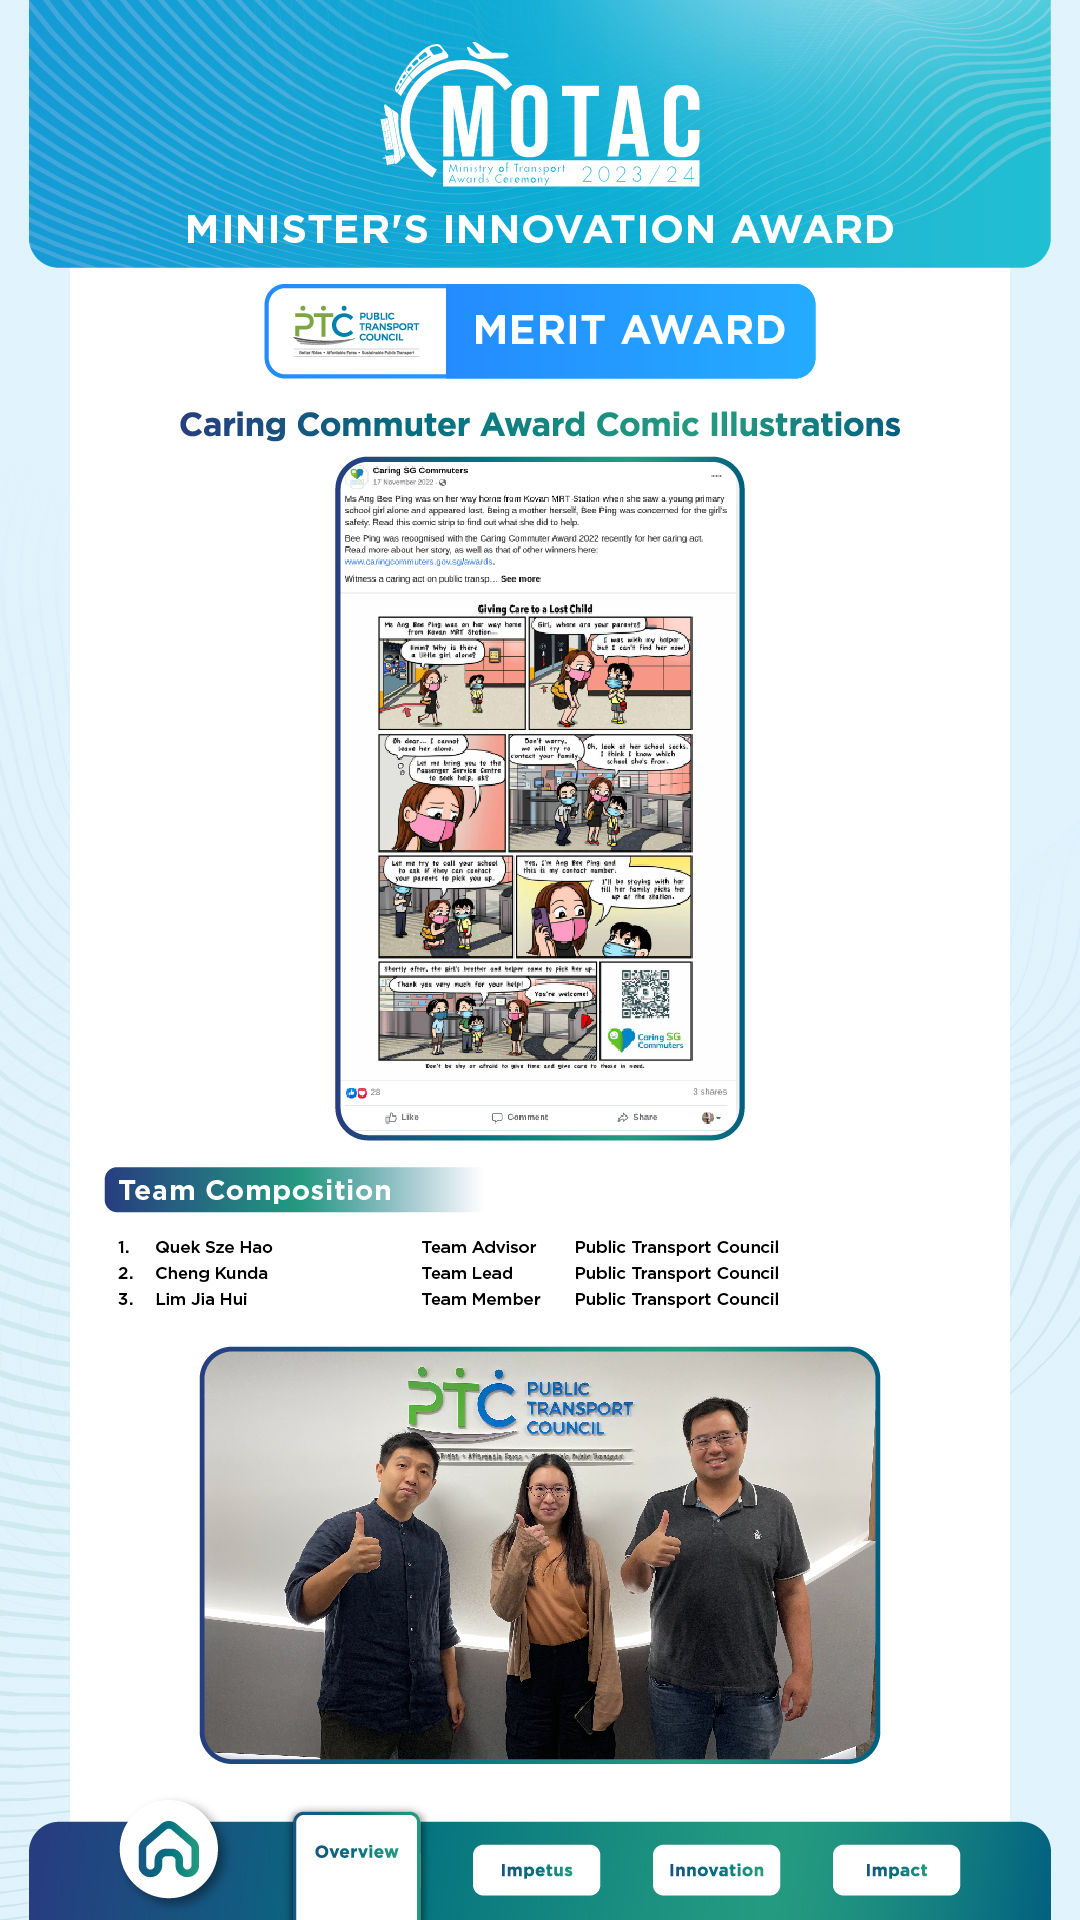 MOTAC
Ministry of Transport
Awards Ceremony 2023/24
MINISTER'S INNOVATION AWARD
PTC PUBLIC
TRANSPORT
COUNCIL
Better Rides • Affordable Fares • Sustainable Public Transport
MERIT AWARD
Caring Commuter Award Comic Illustrations
Caring SG Commuters
17 November 2022
Ms Ang Bee Ping was on her way home from Kovan MRT Station when she saw a young primary
school girl alone and appeared lost. Being a mother herself, Bee Ping was concerned for the girl's
safety. Read this comic strip to find out what she did to help.
Bee Ping was recognised with the Caring Commuter Award 2022 recently for her caring act.
Read more about her story, as well as that of other winners here:
www.caringcommuters.gov.sg/awards.
Witness a caring act on public transp... See more
Giving Care to a Lost Child
Ms Ang Bee Ping was on her way home
from Kovan MRT Station...
Hmm? Why is there
a little girl alone?
Girl, where are your parents?
I was with my helper
but I can't find her now!
Oh dear... I cannot
leave her alone.
Let me bring you to the
Passenger Service Centre
to seek help, ok?
Don't worry,
we will try to
contact your family.
Oh, look at her school socks.
I think I know which
school she's from.
Let me try to call your school
to ask if they can contact
your parents to pick you up.
Yes, I'm Ang Bee Ping and
this is my contact number.
I'll be staying with her
till her family picks her
up at the station.
Shortly after, the girl's brother and helper came to pick her up.
Thank you very much for your help!
You're welcome!
Caring SG
Commuters
Don't be shy or afraid to give time and give care to those in need.
28
3 shares
Like
Comment
Share
Team Composition
1. Quek Sze Hao Team Advisor Public Transport Council
2. Cheng Kunda Team Lead Public Transport Council
3. Lim Jia Hui Team Member Public Transport Council
PTC PUBLIC
TRANSPORT
COUNCIL
Rides • Affordable Fares • Public Transport
Overview
Impetus
Innovation
Impact